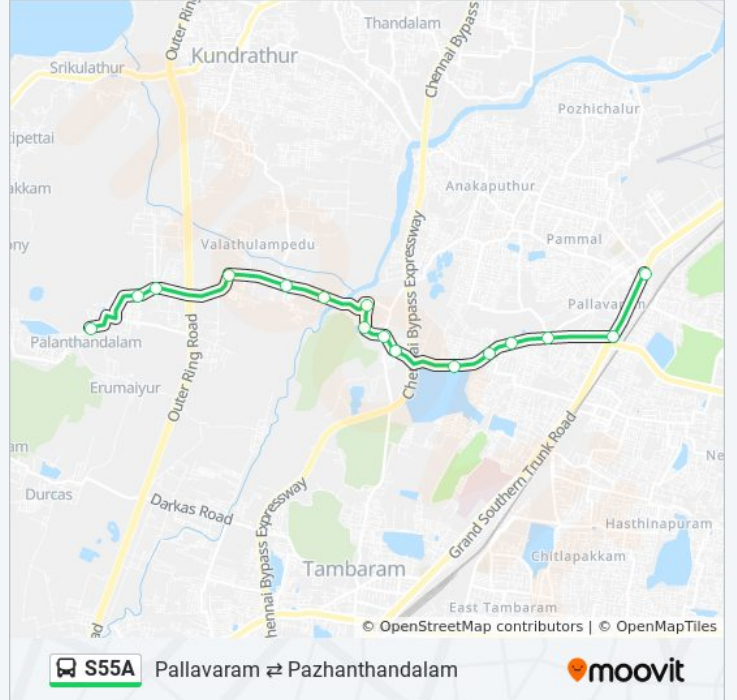 Outer Ring
Chennai Bypass
Thandalam
Kundrathur
Srikulathur
Pozhichalur
ipettai
akkam
Anakaputhur
ony
Valathulampedu
Pammal
Chennai Bypass Expressway
Pallavaram
Palanthandalam
Outer Ring Road
Erumaiyur
am
Ne
Durcas
Darkas Road
Grand Southern Trunk Road
Hasthinapuram
hennai Bypass Expressway
Chitlapakkam
Tambaram
East Tambaram
ad
© OpenStreetMap contributors | © OpenMapTiles
S55A Pallavaram ⇄ Pazhanthandalam
moovit